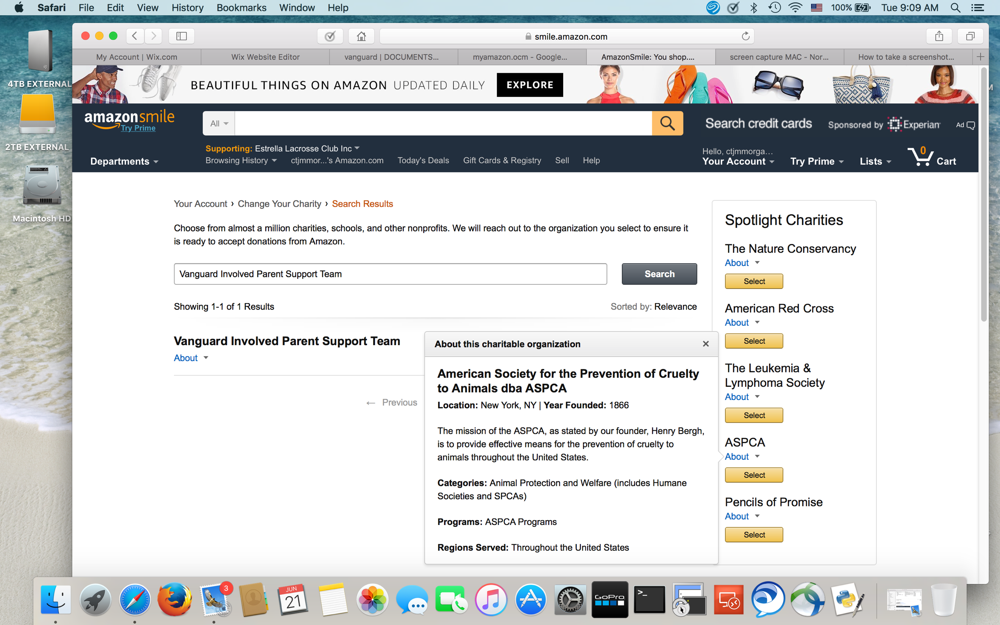 Safari File Edit View History Bookmarks Window Help 100% Tue 9:09 AM
smile.amazon.com
My Account | Wix.com Wix Website Editor vanguard | DOCUMENTS... myamazon.ocm - Google... AmazonSmile: You shop.... screen capture MAC - Nor... How to take a screenshot...
4TB EXTERNAL
2TB EXTERNAL
Macintosh HD
BEAUTIFUL THINGS ON AMAZON UPDATED DAILY EXPLORE
amazonsmile
Try Prime
All
Search credit cards Sponsored by Experian Ad
Supporting: Estrella Lacrosse Club Inc
Departments
Browsing History ctjmmor...'s Amazon.com Today's Deals Gift Cards & Registry Sell Help
Hello, ctjmmorga...
Your Account Try Prime Lists 0 Cart
Your Account › Change Your Charity › Search Results
Choose from almost a million charities, schools, and other nonprofits. We will reach out to the organization you select to ensure it
is ready to accept donations from Amazon.
Vanguard Involved Parent Support Team
Search
Showing 1-1 of 1 Results
Sorted by: Relevance
Vanguard Involved Parent Support Team
About
← Previous
About this charitable organization ×
American Society for the Prevention of Cruelty
to Animals dba ASPCA
Location: New York, NY | Year Founded: 1866
The mission of the ASPCA, as stated by our founder, Henry Bergh,
is to provide effective means for the prevention of cruelty to
animals throughout the United States.
Categories: Animal Protection and Welfare (includes Humane
Societies and SPCAs)
Programs: ASPCA Programs
Regions Served: Throughout the United States
Spotlight Charities
The Nature Conservancy
About
Select
American Red Cross
About
Select
The Leukemia &
Lymphoma Society
About
Select
ASPCA
About
Select
Pencils of Promise
About
Select
3
JUN
21
GoPro
>_